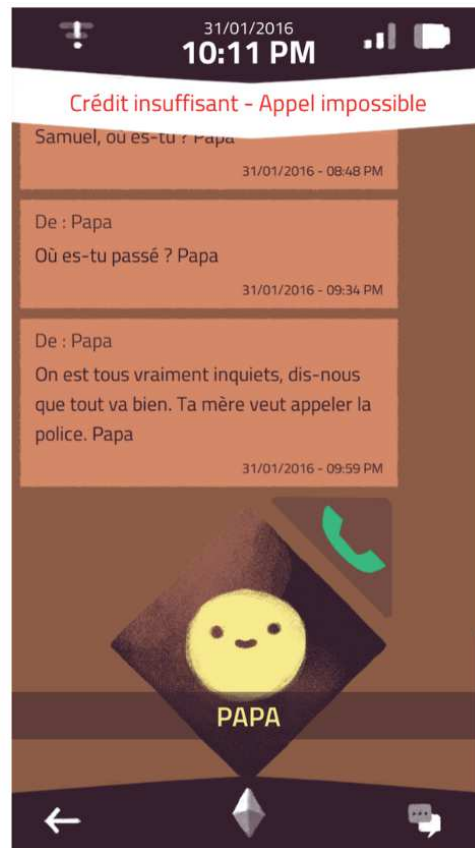 31/01/2016
10:11 PM
Crédit insuffisant - Appel impossible
Samuel, où es-tu ? Papa
31/01/2016 - 08:48 PM
De : Papa
Où es-tu passé ? Papa
31/01/2016 - 09:34 PM
De : Papa
On est tous vraiment inquiets, dis-nous
que tout va bien. Ta mère veut appeler la
police. Papa
31/01/2016 - 09:59 PM
PAPA